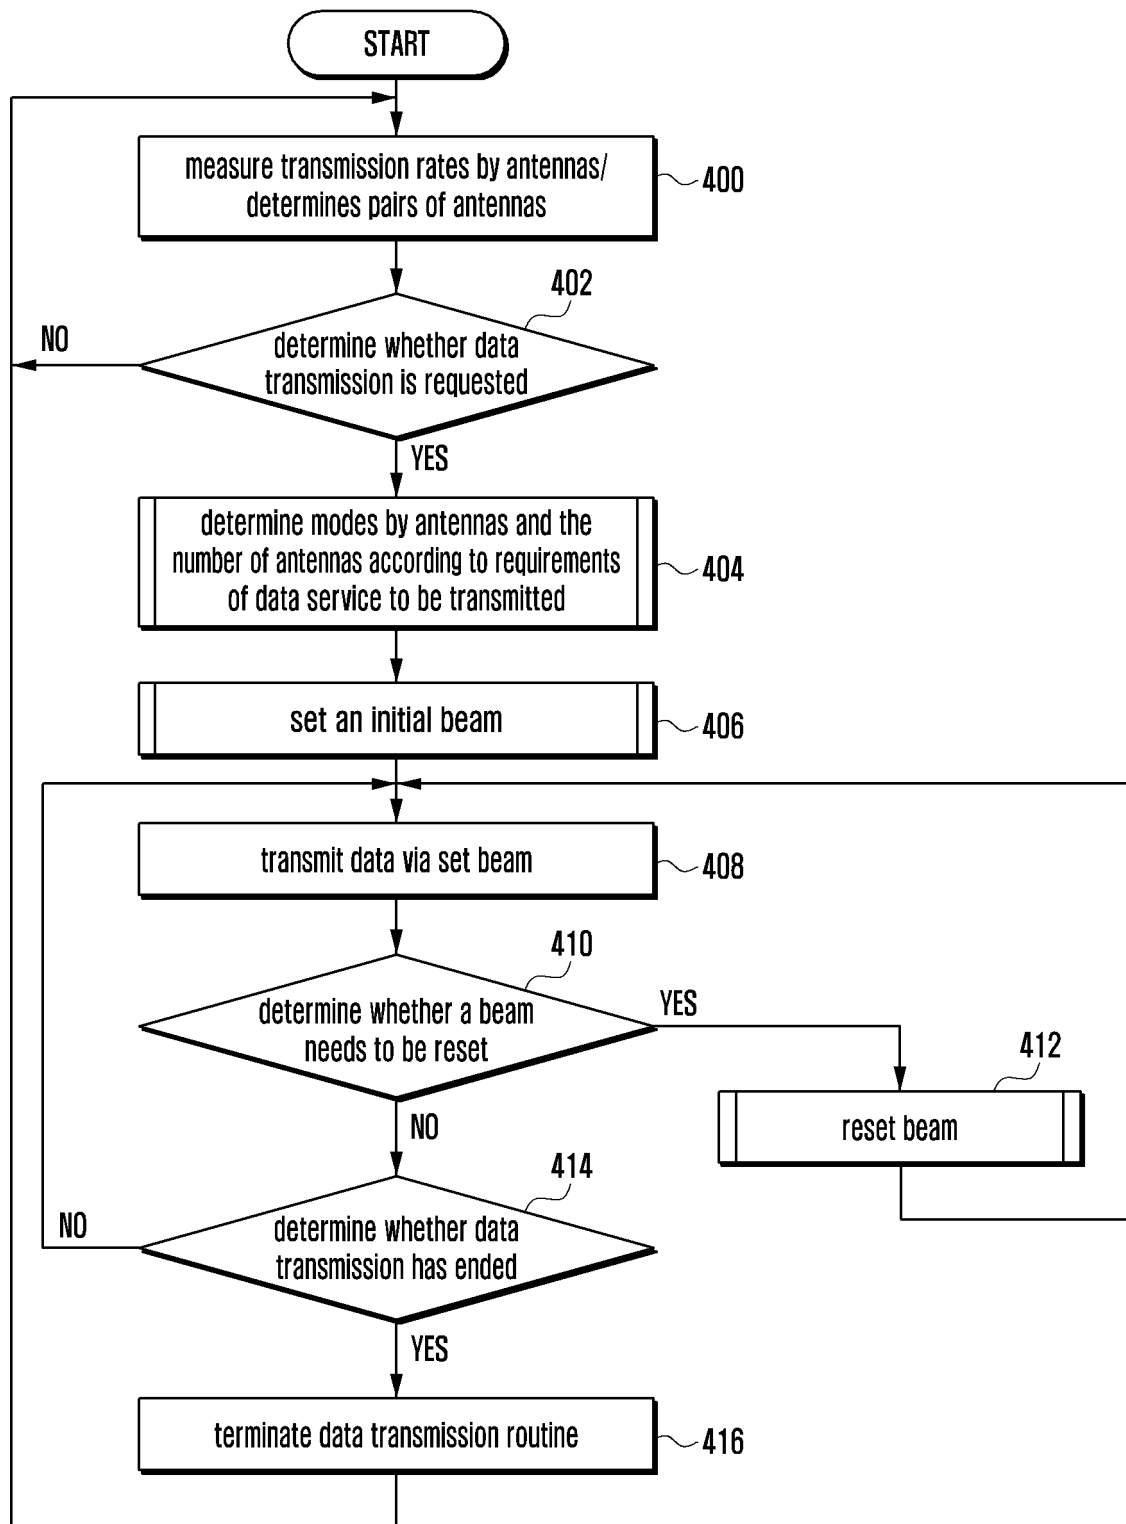 START
measure transmission rates by antennas/
determines pairs of antennas
400
402
NO
determine whether data
transmission is requested
YES
determine modes by antennas and the
number of antennas according to requirements
of data service to be transmitted
404
set an initial beam
406
transmit data via set beam
408
410
determine whether a beam
needs to be reset
YES
412
reset beam
NO
414
NO
determine whether data
transmission has ended
YES
terminate data transmission routine
416